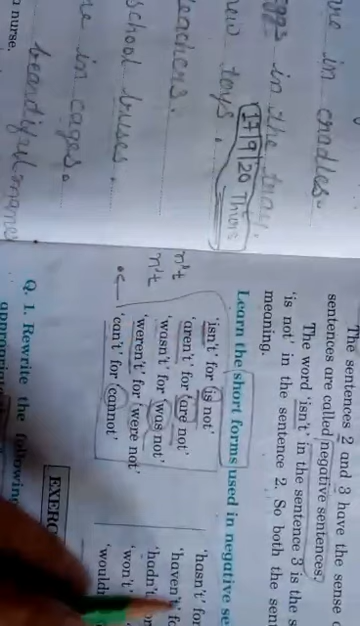 are in cradles.
eggs in the tray.
new toys.
17/9/20 Thurs
teachers.
school buses.
in cages.
beautiful
a nurse.
The sentences 2 and 3 have the sense
sentences are called negative sentences.
The word 'isn't' in the sentence 3 is the s
'is not' in the sentence 2. So both the sen
meaning.
Learn the short forms used in negative se
'isn't' for 'is not'
'aren't' for 'are not'
'wasn't' for 'was not'
'weren't' for 'were not'
'can't' for 'cannot'
n't
n't
'hasn't' for
'haven't' fo
'hadn't'
'won't'
'wouldn
EXERC
Q. 1. Rewrite the following